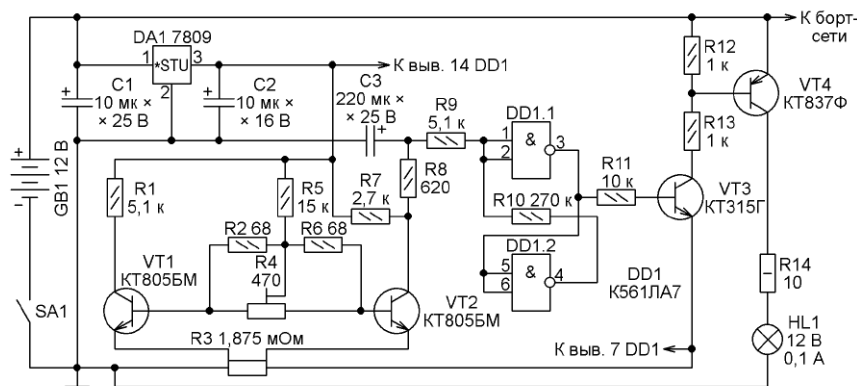 К борт-
сети
DA1 7809
1
*STU
3
2
К выв. 14 DD1
C1
10 мк ×
× 25 В
C2
10 мк ×
× 16 В
C3
220 мк ×
× 25 В
R9
5,1 к
DD1.1
1
2
&
3
R12
1 к
R13
1 к
VT4
КТ837Ф
+
GB1 12 В
−
R1
5,1 к
R5
15 к
R7
2,7 к
R8
620
R10 270 к
R11
10 к
VT3
КТ315Г
R2 68
R6 68
R4
470
VT1
КТ805БМ
VT2
КТ805БМ
DD1.2
5
6
&
4
DD1
К561ЛА7
R14
10
SA1
R3 1,875 мОм
К выв. 7 DD1
HL1
12 В
0,1 А